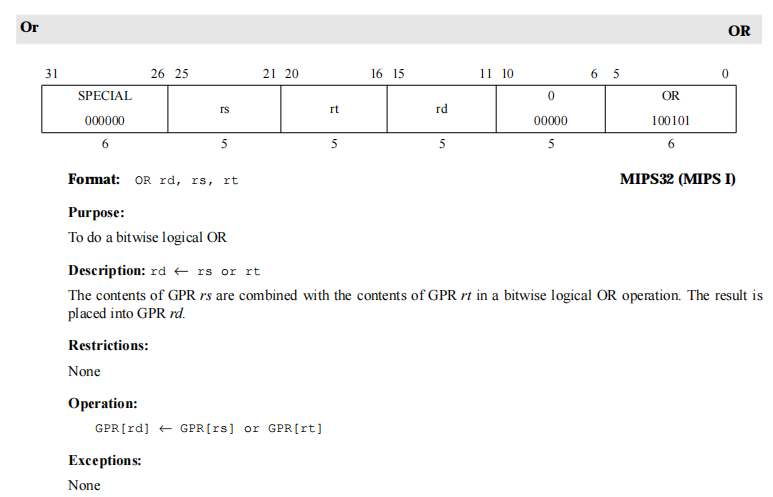 Or
OR
31 26 25 21 20 16 15 11 10 6 5 0
SPECIAL rs rt rd 0 OR
000000 00000 100101
6 5 5 5 5 6
Format: OR rd, rs, rt MIPS32 (MIPS I)
Purpose:
To do a bitwise logical OR
Description: rd ← rs or rt
The contents of GPR rs are combined with the contents of GPR rt in a bitwise logical OR operation. The result is
placed into GPR rd.
Restrictions:
None
Operation:
GPR[rd] ← GPR[rs] or GPR[rt]
Exceptions:
None